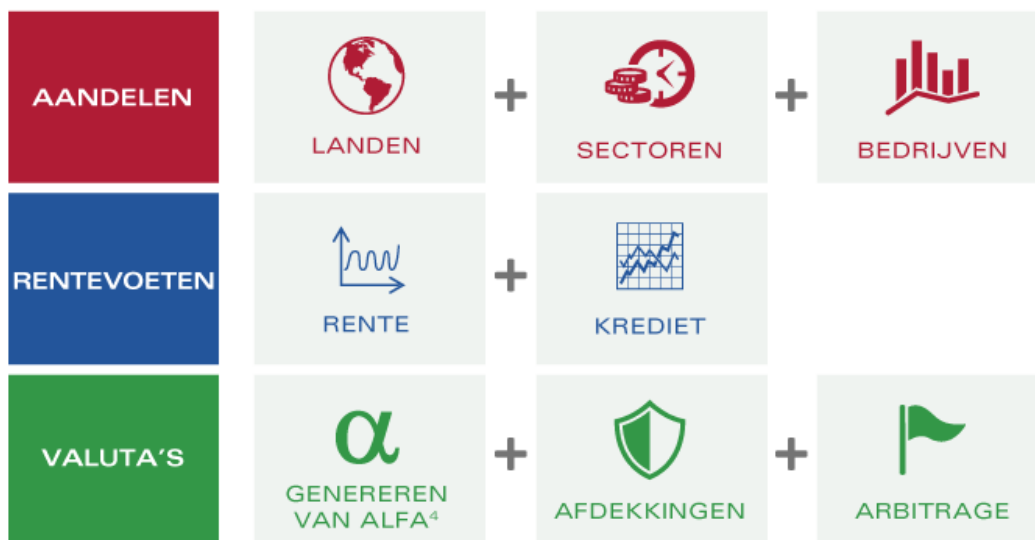 AANDELEN
LANDEN
SECTOREN
BEDRIJVEN
RENTEVOETEN
RENTE
KREDIET
VALUTA'S
α
GENEREREN
VAN ALFA⁴
AFDEKKINGEN
ARBITRAGE